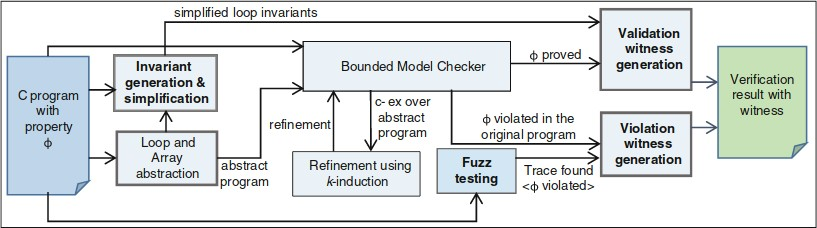 simplified loop invariants
C program
with
property
ϕ
Invariant
generation &
simplification
Loop and
Array
abstraction
abstract
program
Bounded Model Checker
refinement
c- ex over
abstract
program
Refinement using
k-induction
ϕ proved
ϕ violated in the
original program
Fuzz
testing
Trace found
<ϕ violated>
Validation
witness
generation
Violation
witness
generation
Verification
result with
witness